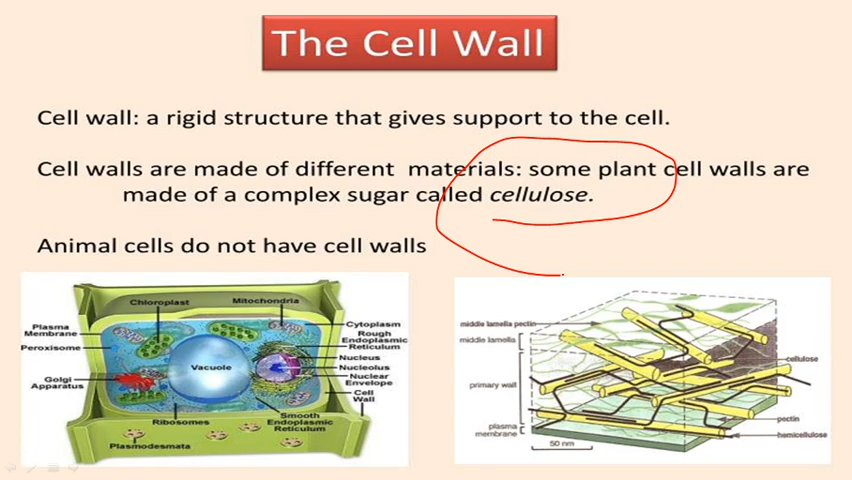 The Cell Wall
Cell wall: a rigid structure that gives support to the cell.
Cell walls are made of different materials: some plant cell walls are
made of a complex sugar called cellulose.
Animal cells do not have cell walls
Chloroplast
Mitochondria
Plasma
Membrane
Peroxisome
Golgi
Apparatus
Vacuole
Cytoplasm
Rough
Endoplasmic
Reticulum
Nucleus
Nucleolus
Nuclear
Envelope
Cell
Wall
Ribosomes
Smooth
Endoplasmic
Reticulum
Plasmodesmata
middle lamella pectin
middle lamella
primary wall
plasma
membrane
50 nm
cellulose
pectin
hemicellulose